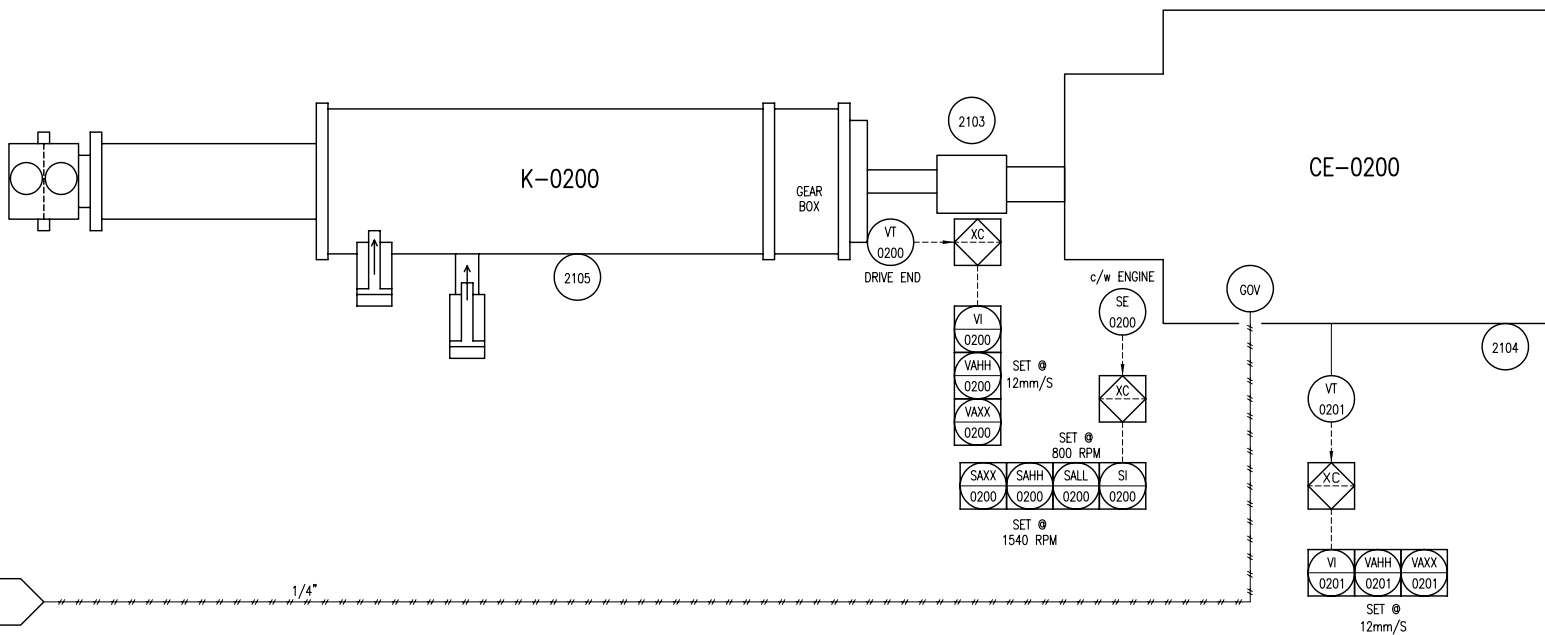 K-0200
GEAR
BOX
2103
CE-0200
2105
VT
0200
DRIVE END
XC
VI
0200
VAHH
0200
VAXX
0200
SET @
12mm/S
c/w ENGINE
SE
0200
XC
SET @
800 RPM
SAXX
0200
SAHH
0200
SALL
0200
SI
0200
SET @
1540 RPM
GOV
2104
VT
0201
XC
VI
0201
VAHH
0201
VAXX
0201
SET @
12mm/S
1/4"